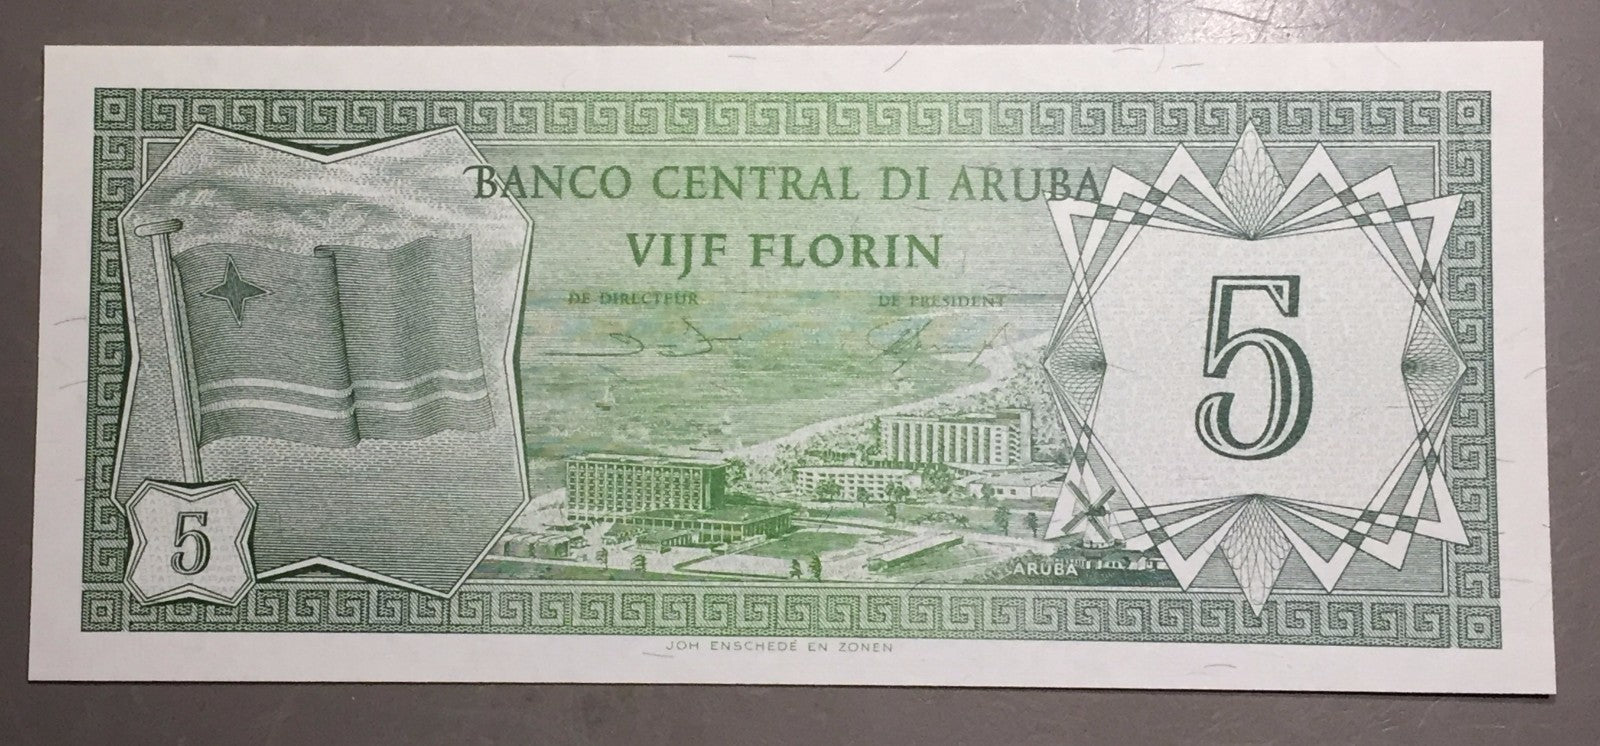 BANCO CENTRAL DI ARUBA
VIJF FLORIN
DE DIRECTEUR
DE PRESIDENT
5
5
ARUBA
JOH ENSCHEDÉ EN ZONEN